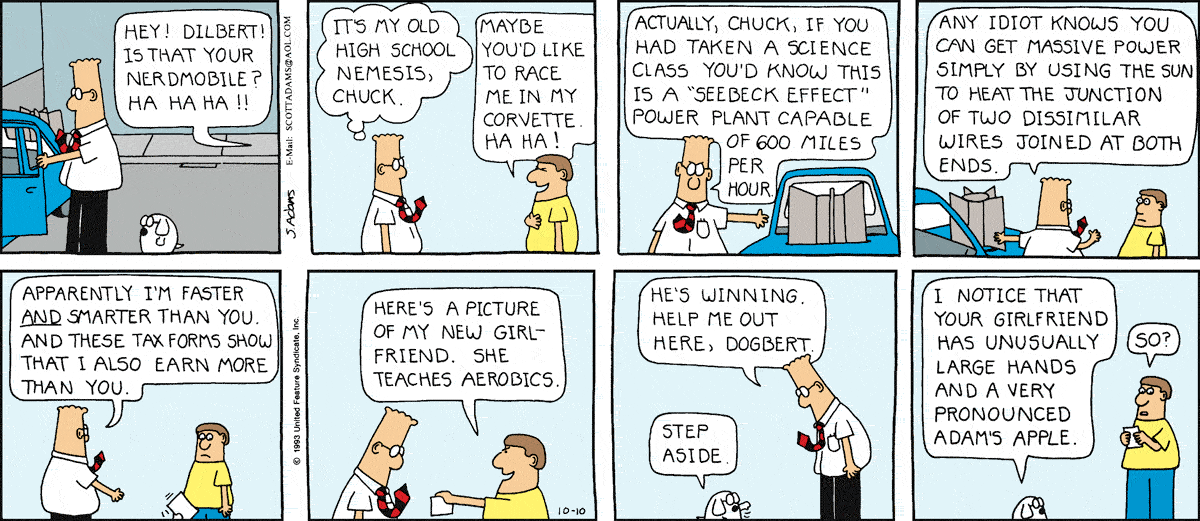 HEY! DILBERT!
IS THAT YOUR
NERDMOBILE?
HA HA HA!!
S.Adams E-Mail: SCOTTADAMS@AOL.COM
IT'S MY OLD
HIGH SCHOOL
NEMESIS,
CHUCK.
MAYBE
YOU'D LIKE
TO RACE
ME IN MY
CORVETTE.
HA HA!
ACTUALLY, CHUCK, IF YOU
HAD TAKEN A SCIENCE
CLASS YOU'D KNOW THIS
IS A "SEEBECK EFFECT"
POWER PLANT CAPABLE
OF 600 MILES
PER
HOUR.
ANY IDIOT KNOWS YOU
CAN GET MASSIVE POWER
SIMPLY BY USING THE SUN
TO HEAT THE JUNCTION
OF TWO DISSIMILAR
WIRES JOINED AT BOTH
ENDS.
APPARENTLY I'M FASTER
AND SMARTER THAN YOU.
AND THESE TAX FORMS SHOW
THAT I ALSO EARN MORE
THAN YOU.
© 1993 United Feature Syndicate, Inc.
HERE'S A PICTURE
OF MY NEW GIRL-
FRIEND. SHE
TEACHES AEROBICS.
10-10
HE'S WINNING.
HELP ME OUT
HERE, DOGBERT.
STEP
ASIDE.
I NOTICE THAT
YOUR GIRLFRIEND
HAS UNUSUALLY
LARGE HANDS
AND A VERY
PRONOUNCED
ADAM'S APPLE.
SO?